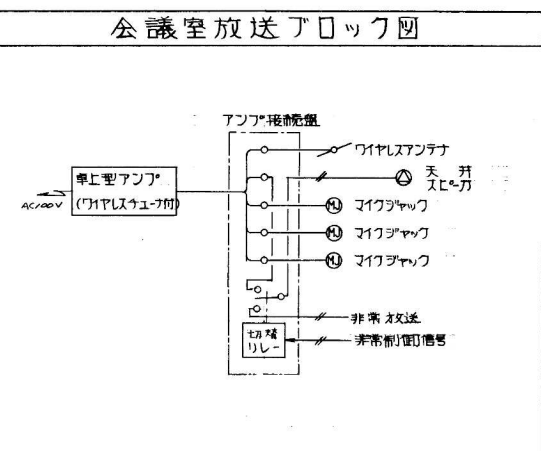 会議室放送ブロック図
アンプ接続盤
ワイヤレスアンテナ
天井
スピーカ
卓上型アンプ
(ワイヤレスチューナ付)
AC100V
MJ マイクジャック
MJ マイクジャック
MJ マイクジャック
非常放送
切替
リレー
非常制御信号